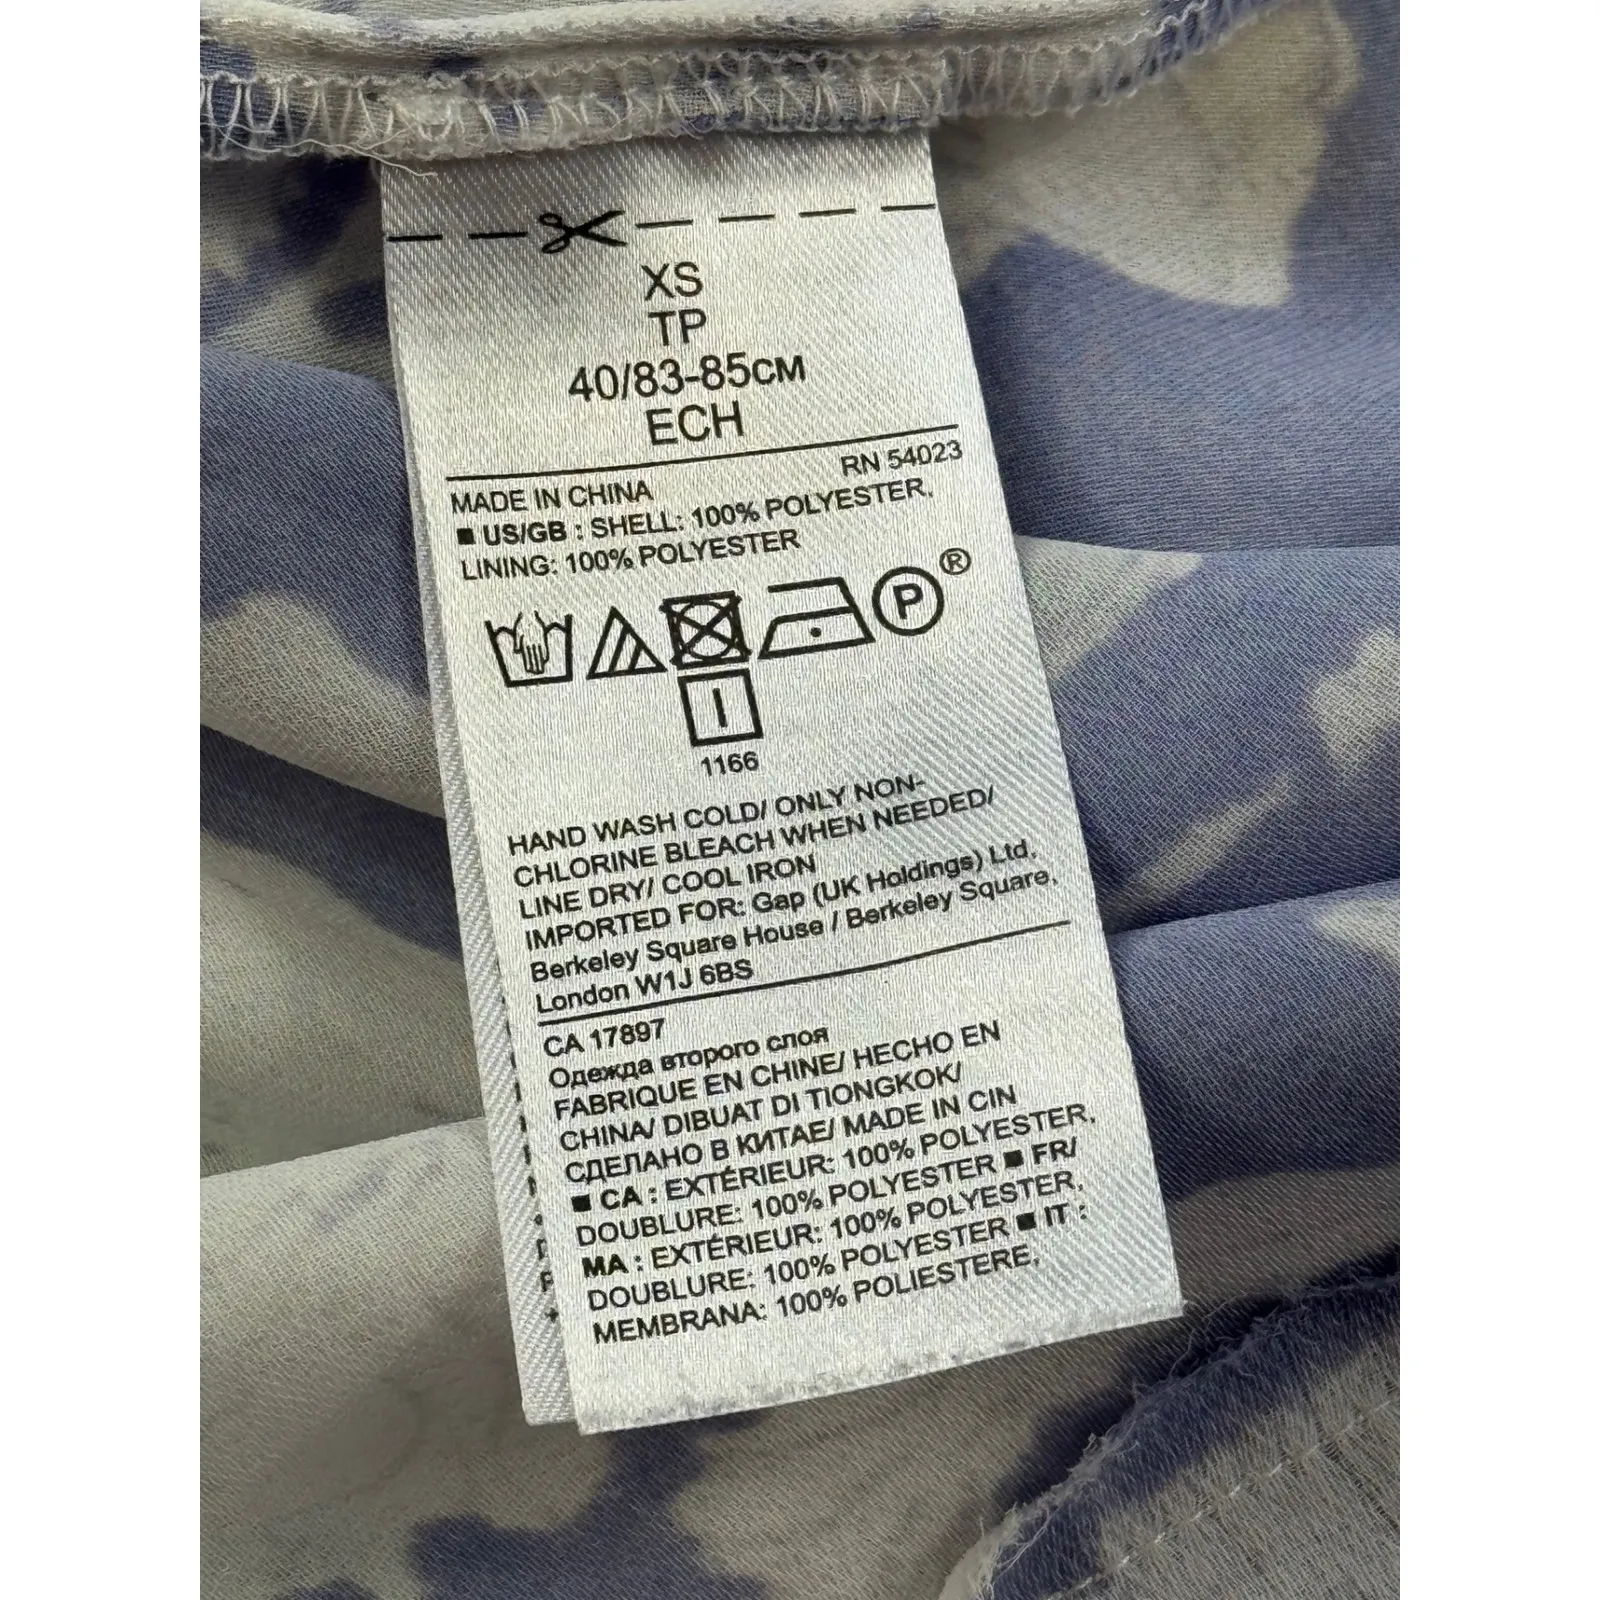 XS
TP
40/83-85см
ECH
RN 54023
MADE IN CHINA
■ US/GB : SHELL: 100% POLYESTER,
LINING: 100% POLYESTER
P ®
1166
HAND WASH COLD/ ONLY NON-
CHLORINE BLEACH WHEN NEEDED/
LINE DRY/ COOL IRON
IMPORTED FOR: Gap (UK Holdings) Ltd,
Berkeley Square House / Berkeley Square,
London W1J 6BS
CA 17897
Одежда второго слоя
FABRIQUE EN CHINE/ HECHO EN
CHINA/ DIBUAT DI TIONGKOK/
СДЕЛАНО В КИТАЕ/ MADE IN CIN
■ CA : EXTÉRIEUR: 100% POLYESTER,
DOUBLURE: 100% POLYESTER ■ FR/
MA : EXTÉRIEUR: 100% POLYESTER,
DOUBLURE: 100% POLYESTER ■ IT :
MEMBRANA: 100% POLIESTERE,